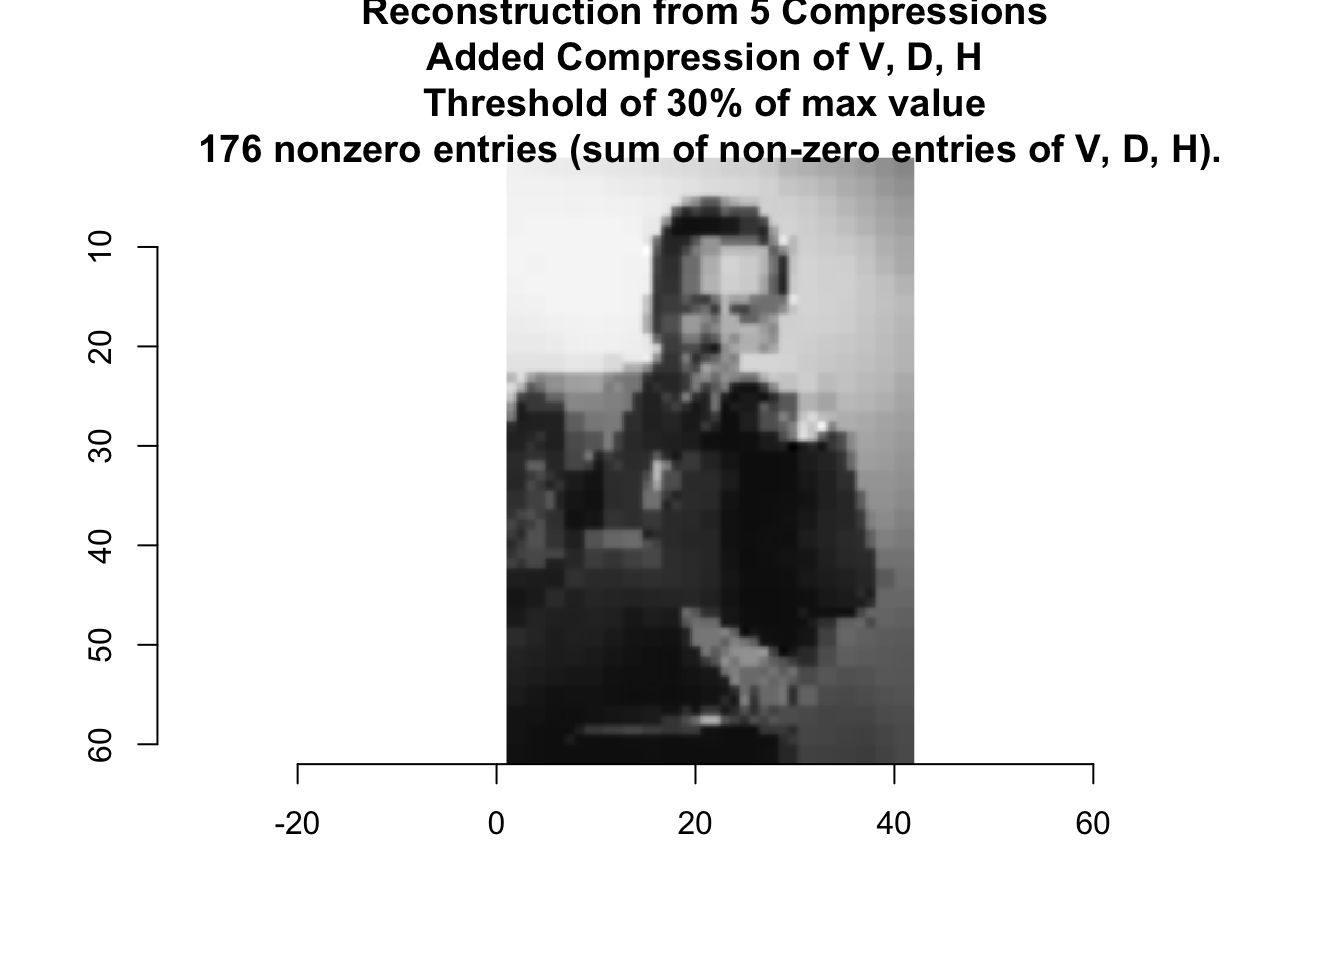 Reconstruction from 5 Compressions
Added Compression of V, D, H
Threshold of 30% of max value
176 nonzero entries (sum of non-zero entries of V, D, H).
10
20
30
40
50
60
-20 0 20 40 60